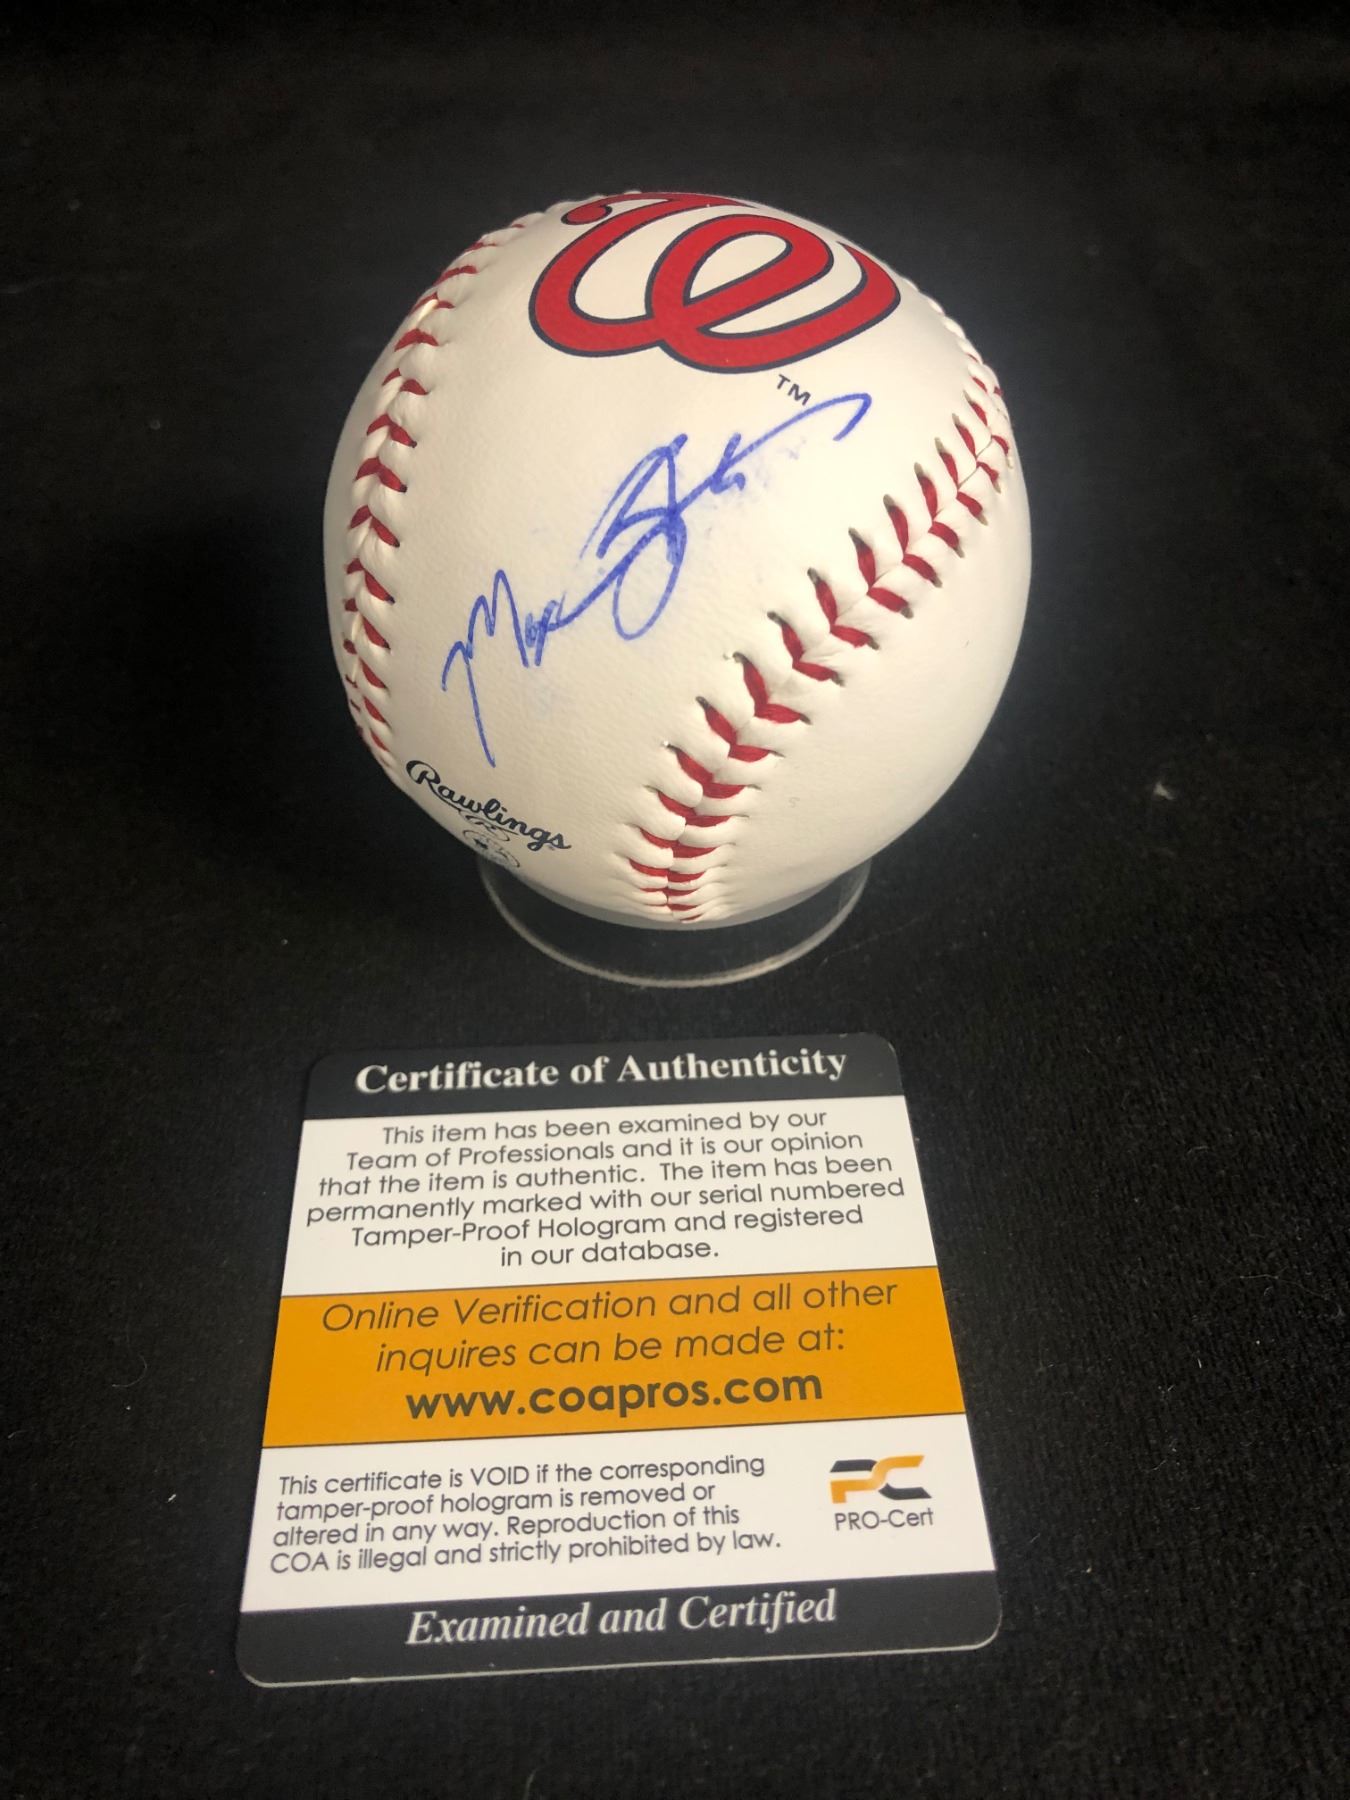 W
TM
Max
Rawlings
Certificate of Authenticity
This item has been examined by our
Team of Professionals and it is our opinion
that the item is authentic. The item has been
permanently marked with our serial numbered
Tamper-Proof Hologram and registered
in our database.
Online Verification and all other
inquires can be made at:
www.coapros.com
This certificate is VOID if the corresponding
tamper-proof hologram is removed or
altered in any way. Reproduction of this
COA is illegal and strictly prohibited by law.
PC
PRO-Cert
Examined and Certified